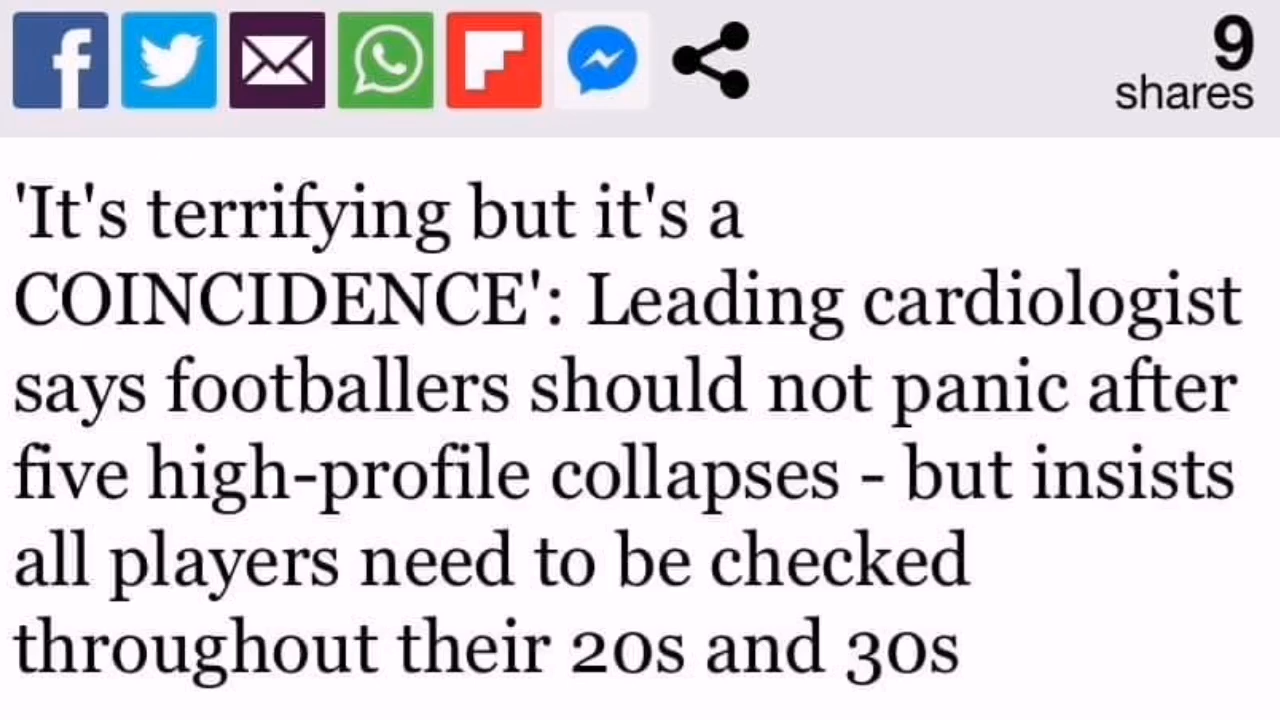 9
shares
'It's terrifying but it's a
COINCIDENCE': Leading cardiologist
says footballers should not panic after
five high-profile collapses - but insists
all players need to be checked
throughout their 20s and 30s